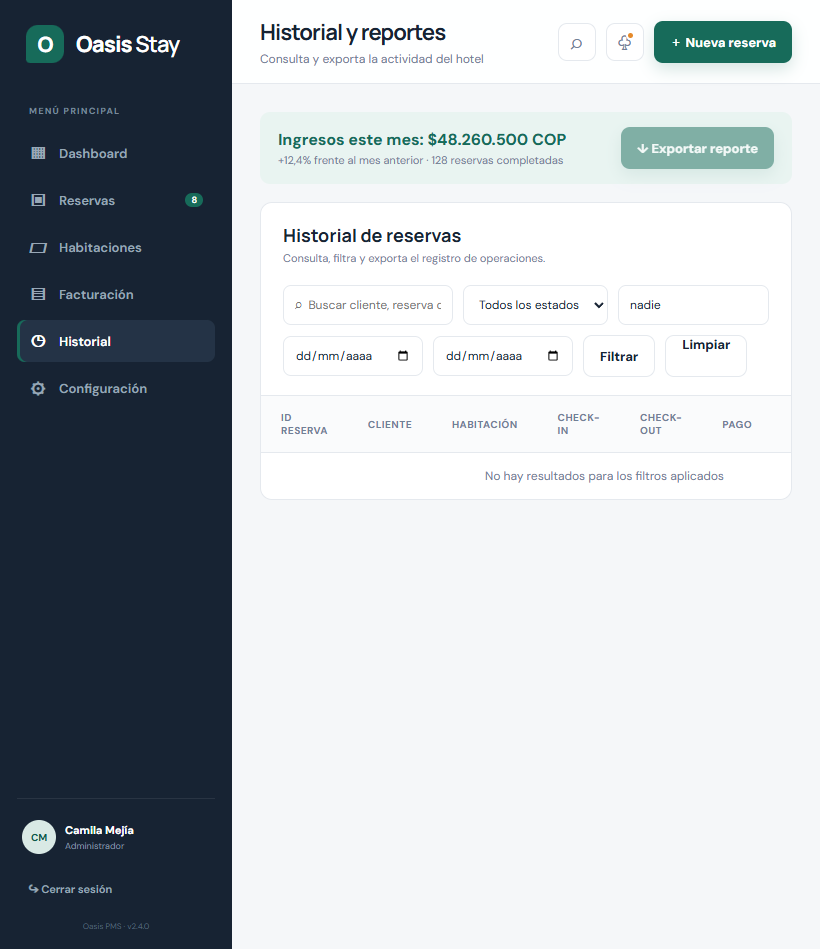 O Oasis Stay
MENÚ PRINCIPAL
Dashboard
Reservas 8
Habitaciones
Facturación
Historial
Configuración
CM Camila Mejía
Administrador
↪ Cerrar sesión
Oasis PMS · v2.4.0
Historial y reportes
Consulta y exporta la actividad del hotel
+ Nueva reserva
Ingresos este mes: $48.260.500 COP
+12,4% frente al mes anterior · 128 reservas completadas
↓ Exportar reporte
Historial de reservas
Consulta, filtra y exporta el registro de operaciones.
Buscar cliente, reserva
Todos los estados
nadie
dd/mm/aaaa
dd/mm/aaaa
Filtrar
Limpiar
ID RESERVA
CLIENTE
HABITACIÓN
CHECK-IN
CHECK-OUT
PAGO
No hay resultados para los filtros aplicados